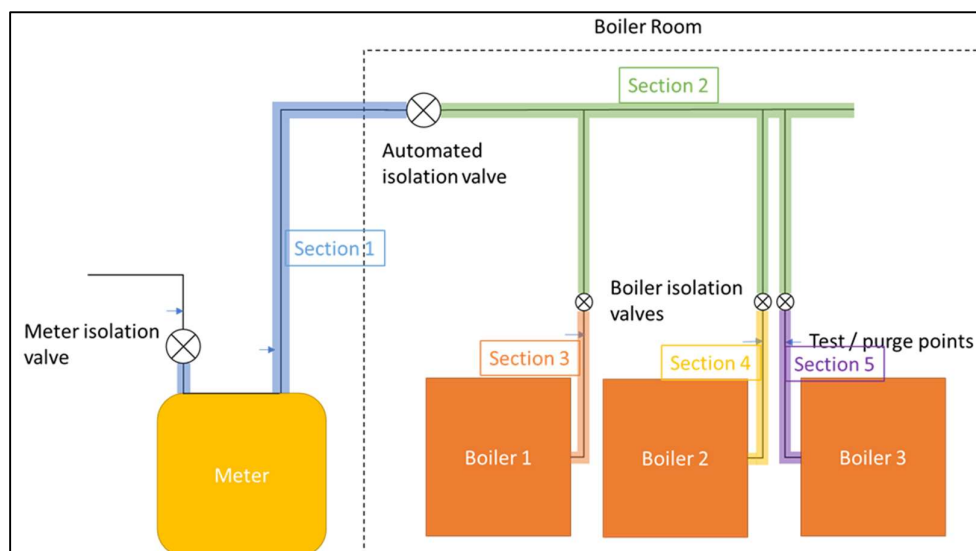 Boiler Room
Section 2
Automated
isolation valve
Section 1
Meter isolation
valve
Boiler isolation
valves
Test / purge points
Section 3
Section 4
Section 5
Meter
Boiler 1
Boiler 2
Boiler 3